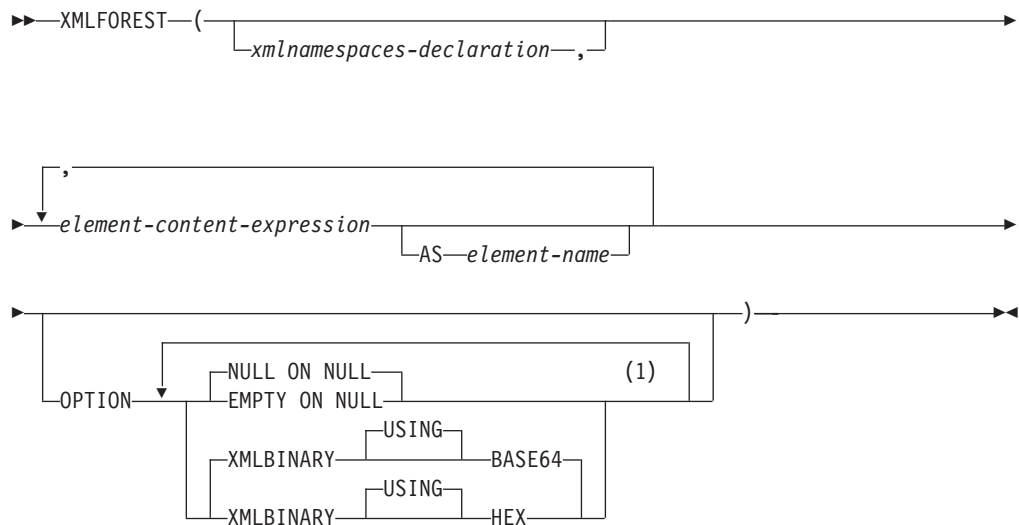 XMLFOREST (
xmlnamespaces-declaration ,
,
element-content-expression
AS element-name
)
NULL ON NULL (1)
OPTION EMPTY ON NULL
USING
XMLBINARY BASE64
USING
XMLBINARY HEX